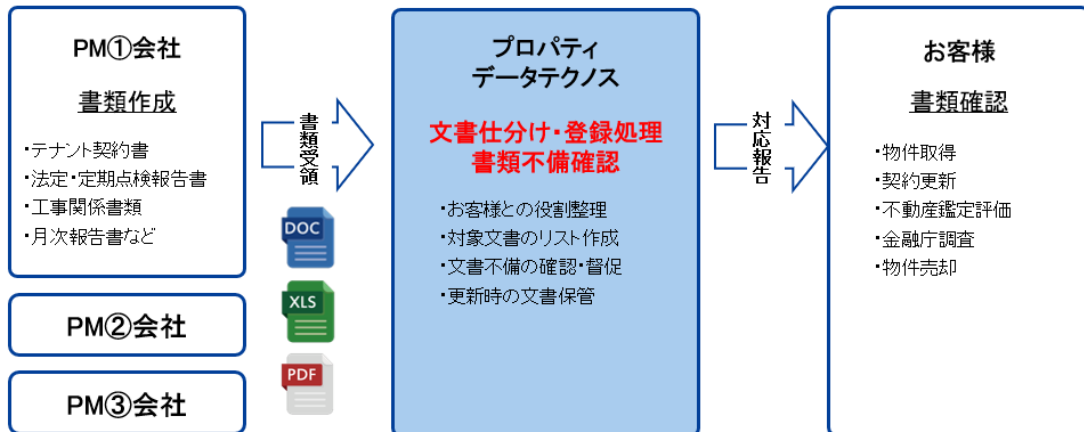 PM①会社
書類作成
・テナント契約書
・法定・定期点検報告書
・工事関係書類
・月次報告書など
PM②会社
PM③会社
書類受領
DOC
XLS
PDF
プロパティ
データテクノス
文書仕分け・登録処理
書類不備確認
・お客様との役割整理
・対象文書のリスト作成
・文書不備の確認・督促
・更新時の文書保管
対応報告
お客様
書類確認
・物件取得
・契約更新
・不動産鑑定評価
・金融庁調査
・物件売却